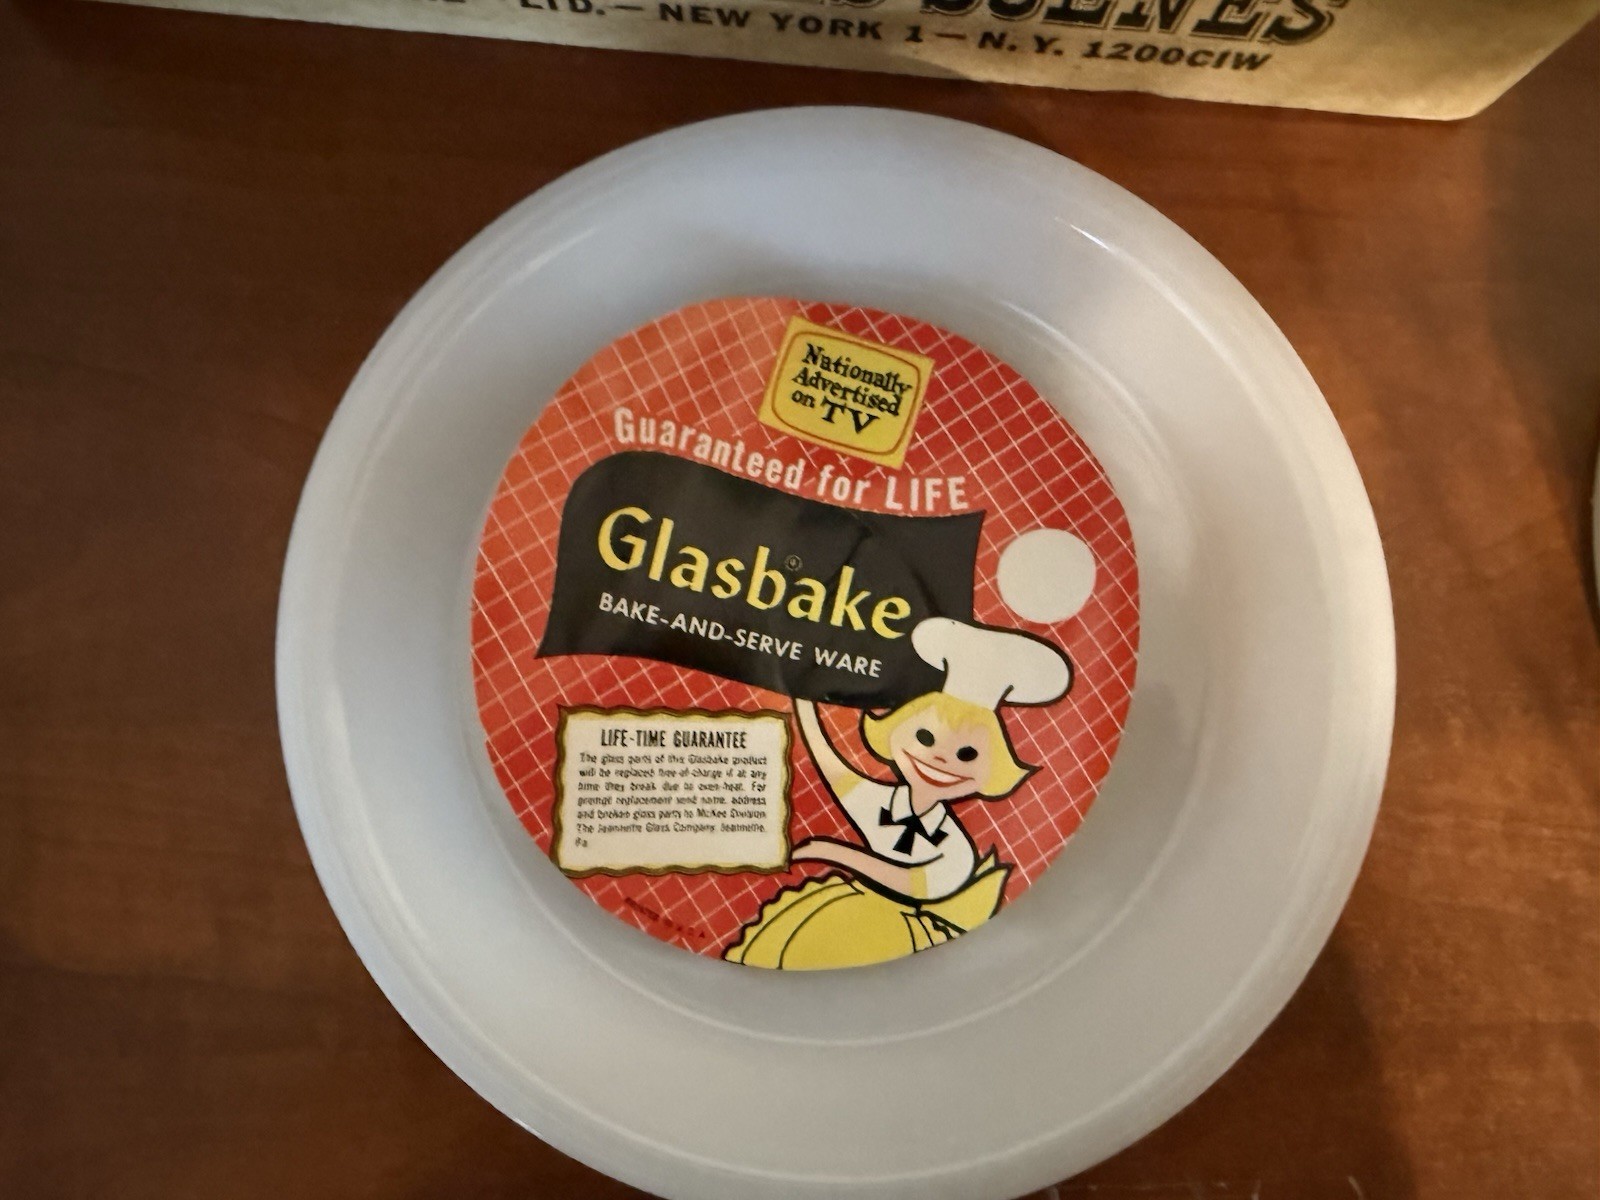 SCENES
LTD.— NEW YORK 1 — N. Y. 1200CIW
Nationally
Advertised
on TV
Guaranteed for LIFE
Glasbake
BAKE-AND-SERVE WARE
LIFE-TIME GUARANTEE
The glass parts of this Glasbake product
will be replaced free of charge if at any
time they break due to oven-heat. For
prompt replacement send name, address
and broken glass parts to McKee Division
The Jeannette Glass Company, Jeannette,
Pa.